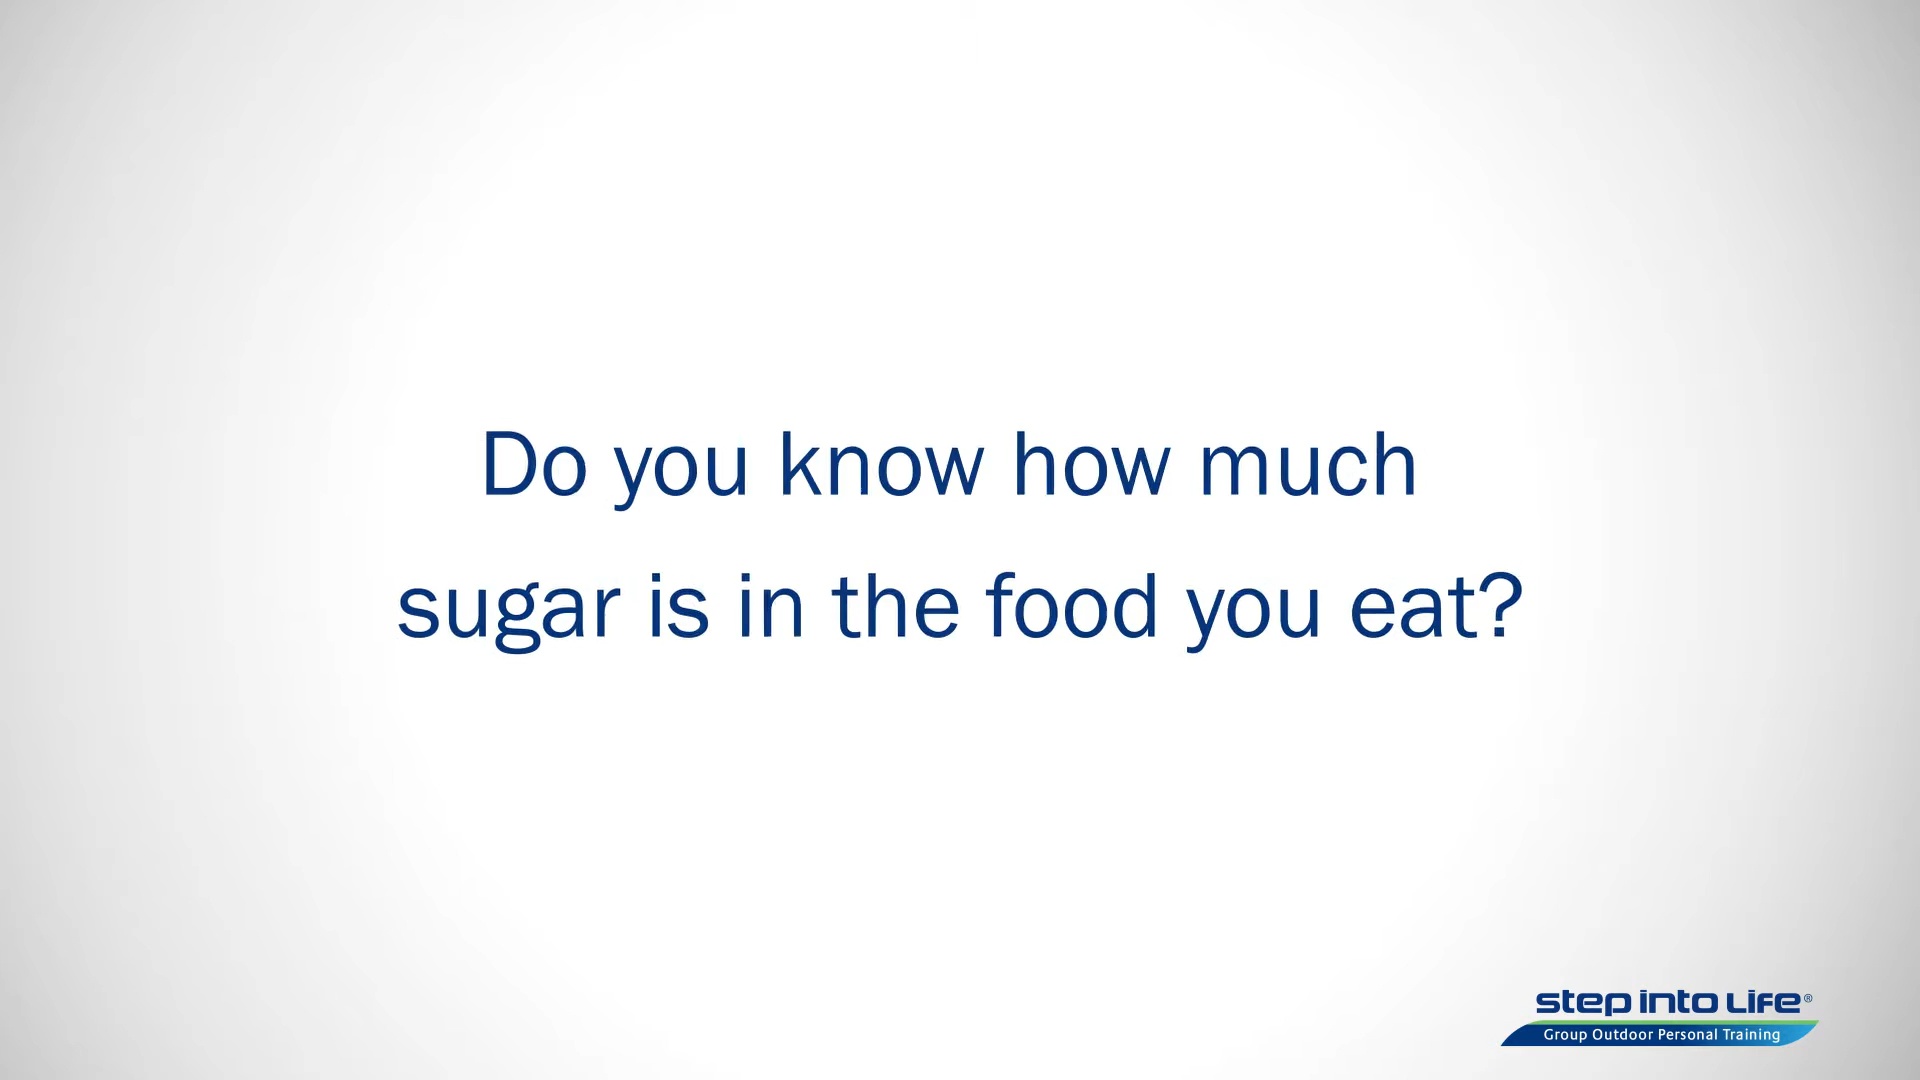 Do you know how much
sugar is in the food you eat?
step into Life®
Group Outdoor Personal Training